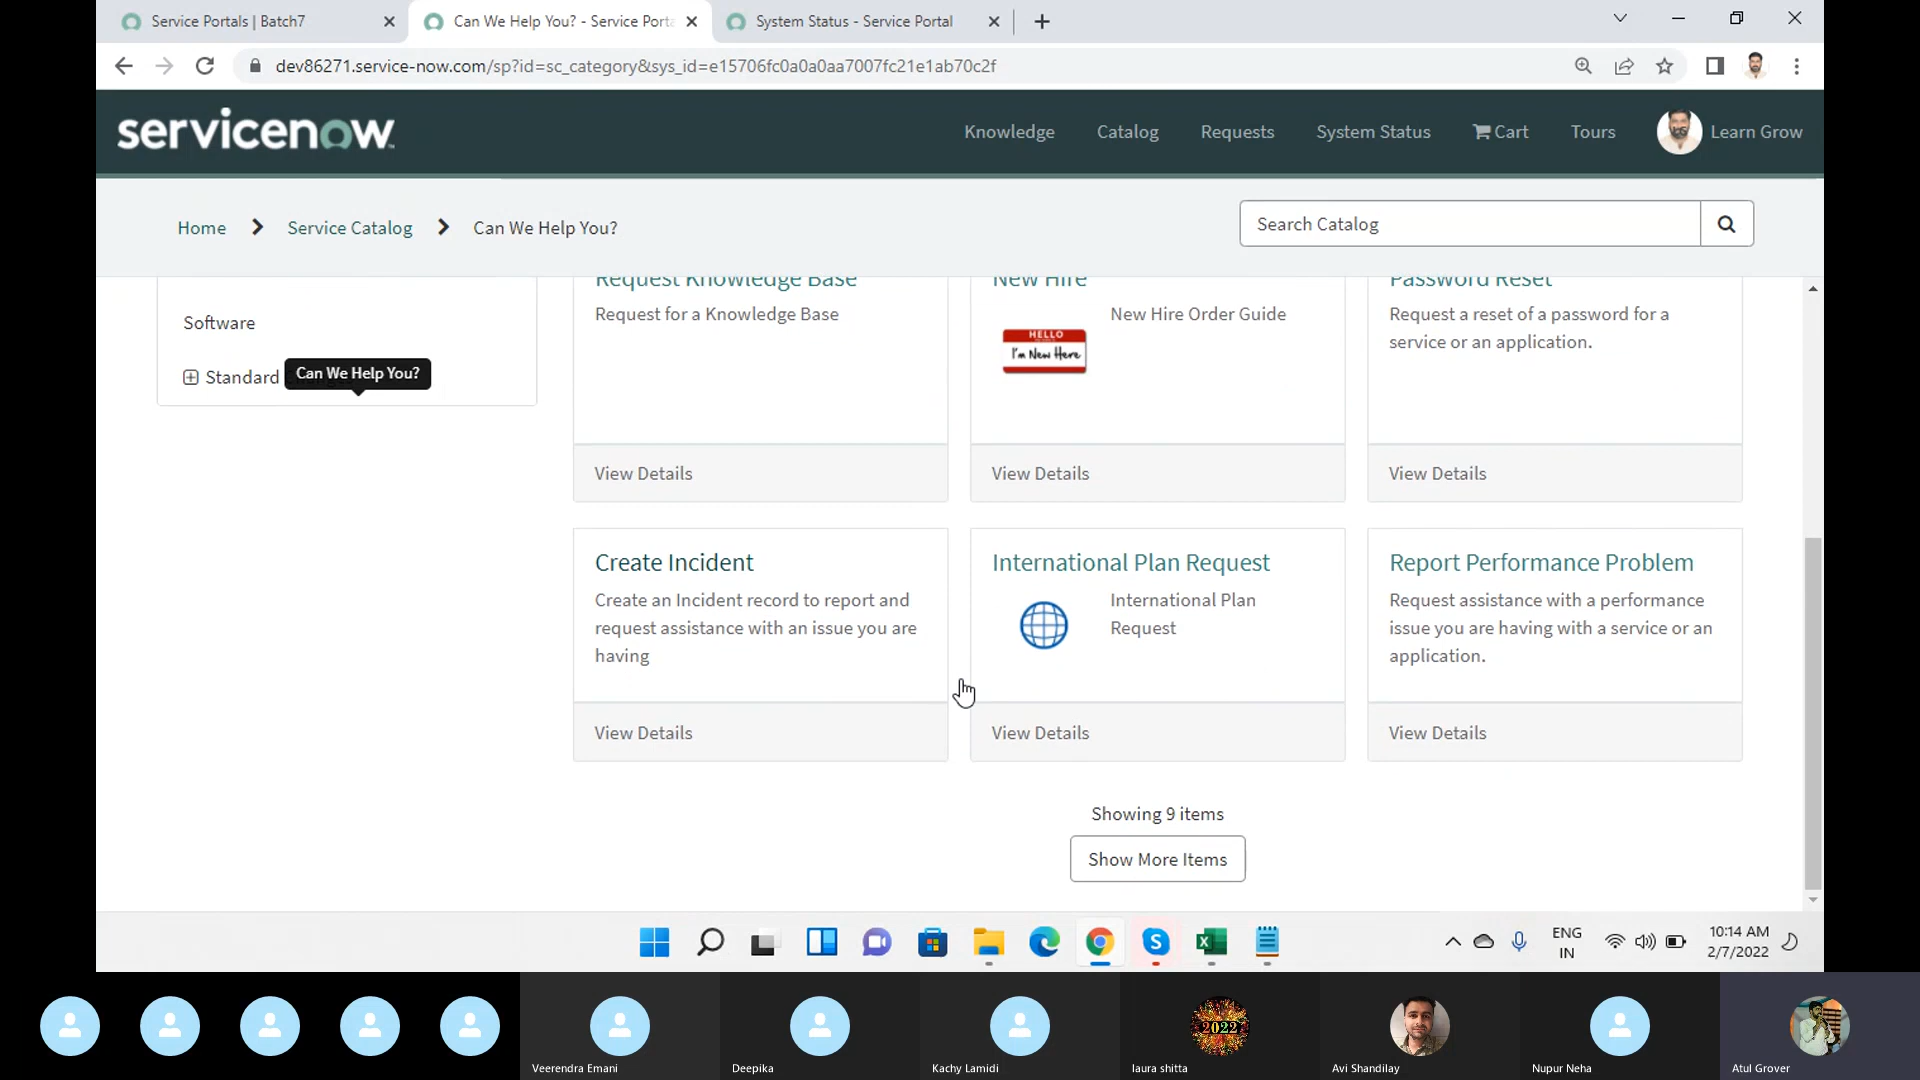 Service Portals | Batch7
Can We Help You? - Service Porta
System Status - Service Portal
dev86271.service-now.com/sp?id=sc_category&sys_id=e15706fc0a0a0aa7007fc21e1ab70c2f
servicenow
Knowledge
Catalog
Requests
System Status
Cart
Tours
Learn Grow
Home
Service Catalog
Can We Help You?
Search Catalog
Software
Standard
Can We Help You?
Request Knowledge Base
Request for a Knowledge Base
View Details
New Hire
HELLO
I'm New Here
New Hire Order Guide
View Details
Password Reset
Request a reset of a password for a
service or an application.
View Details
Create Incident
Create an Incident record to report and
request assistance with an issue you are
having
View Details
International Plan Request
International Plan
Request
View Details
Report Performance Problem
Request assistance with a performance
issue you are having with a service or an
application.
View Details
Showing 9 items
Show More Items
ENG
IN
10:14 AM
2/7/2022
2022
Veerendra Emani
Deepika
Kachy Lamidi
laura shitta
Avi Shandilay
Nupur Neha
Atul Grover